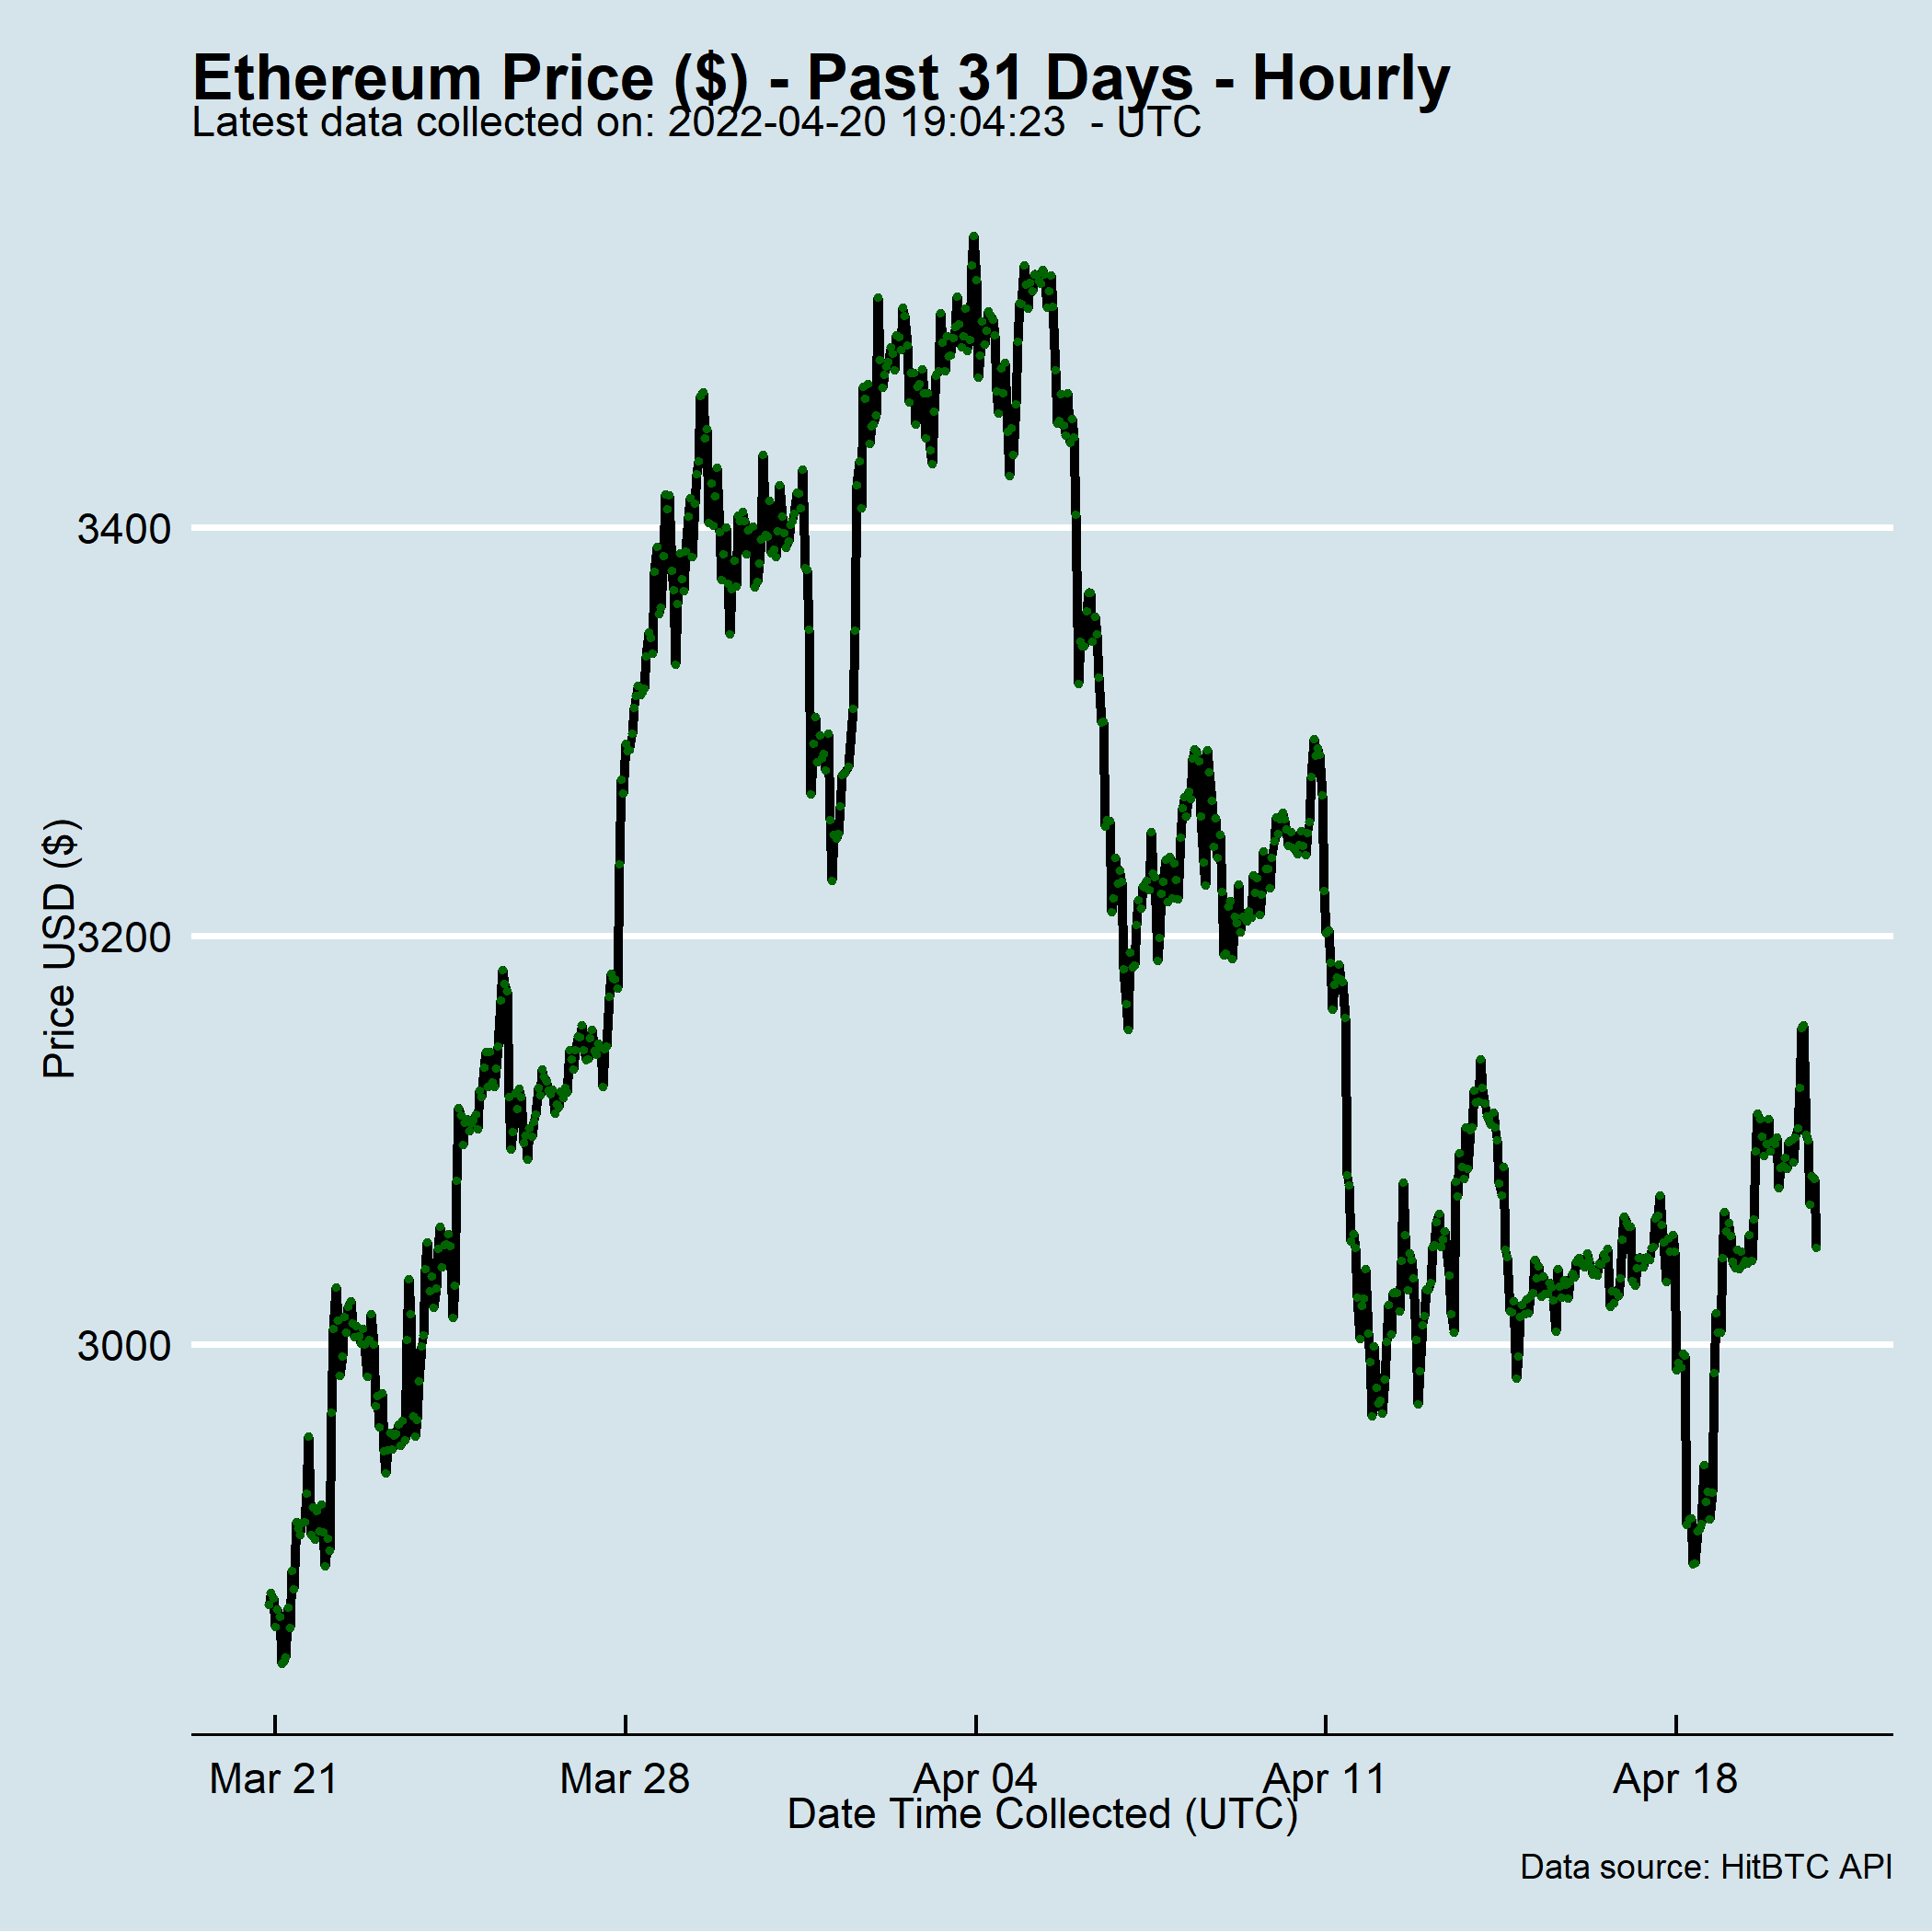 Ethereum Price ($) - Past 31 Days - Hourly
Latest data collected on: 2022-04-20 19:04:23  - UTC
Price USD ($)
3400
3200
3000
Mar 21 Mar 28 Apr 04 Apr 11 Apr 18
Date Time Collected (UTC)
Data source: HitBTC API